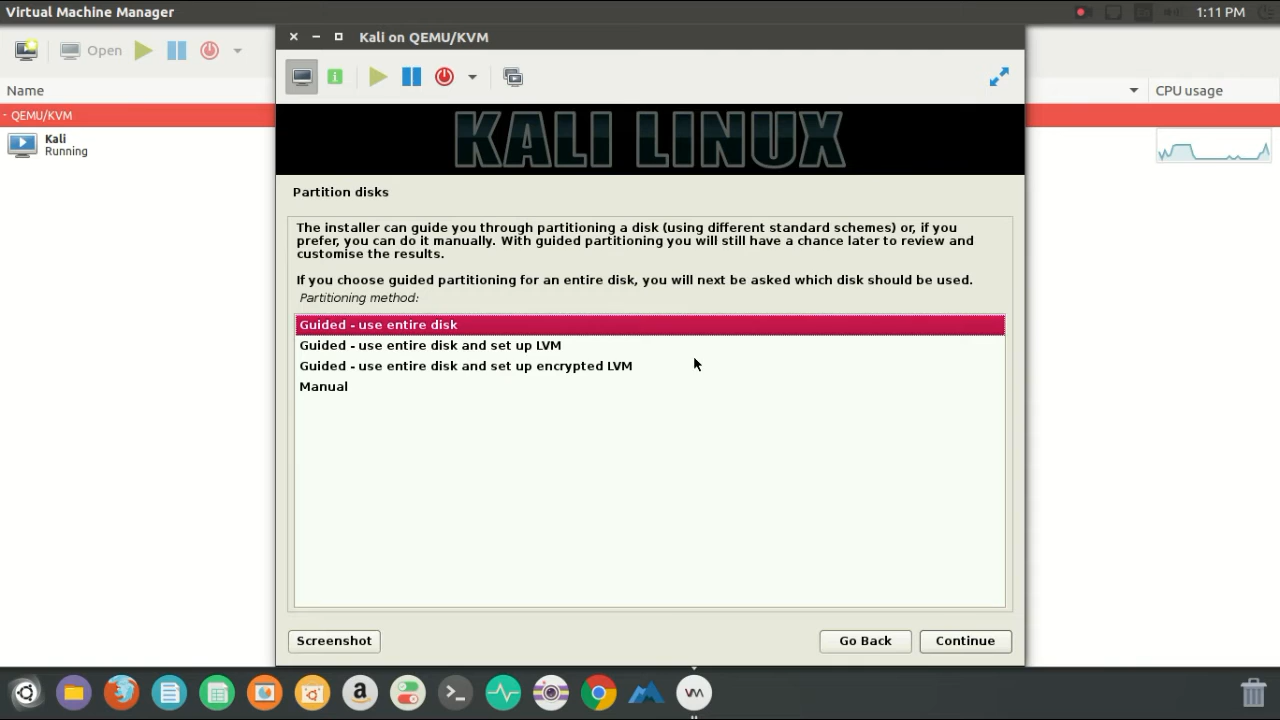 Virtual Machine Manager
1:11 PM
Open
Kali on QEMU/KVM
Name
CPU usage
- QEMU/KVM
Kali
Running
KALI LINUX
Partition disks
The installer can guide you through partitioning a disk (using different standard schemes) or, if you
prefer, you can do it manually. With guided partitioning you will still have a chance later to review and
customise the results.
If you choose guided partitioning for an entire disk, you will next be asked which disk should be used.
Partitioning method:
Guided - use entire disk
Guided - use entire disk and set up LVM
Guided - use entire disk and set up encrypted LVM
Manual
Screenshot
Go Back
Continue